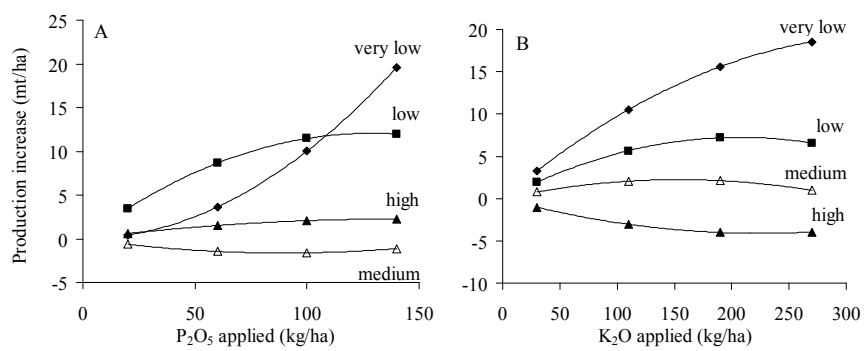 A
Production increase (mt/ha)
25
20
15
10
5
0
-5
0
50
100
150
very low
low
high
medium
P₂O₅ applied (kg/ha)
B
20
15
10
5
0
-5
-10
0
50
100
150
200
250
300
very low
low
medium
high
K₂O applied (kg/ha)